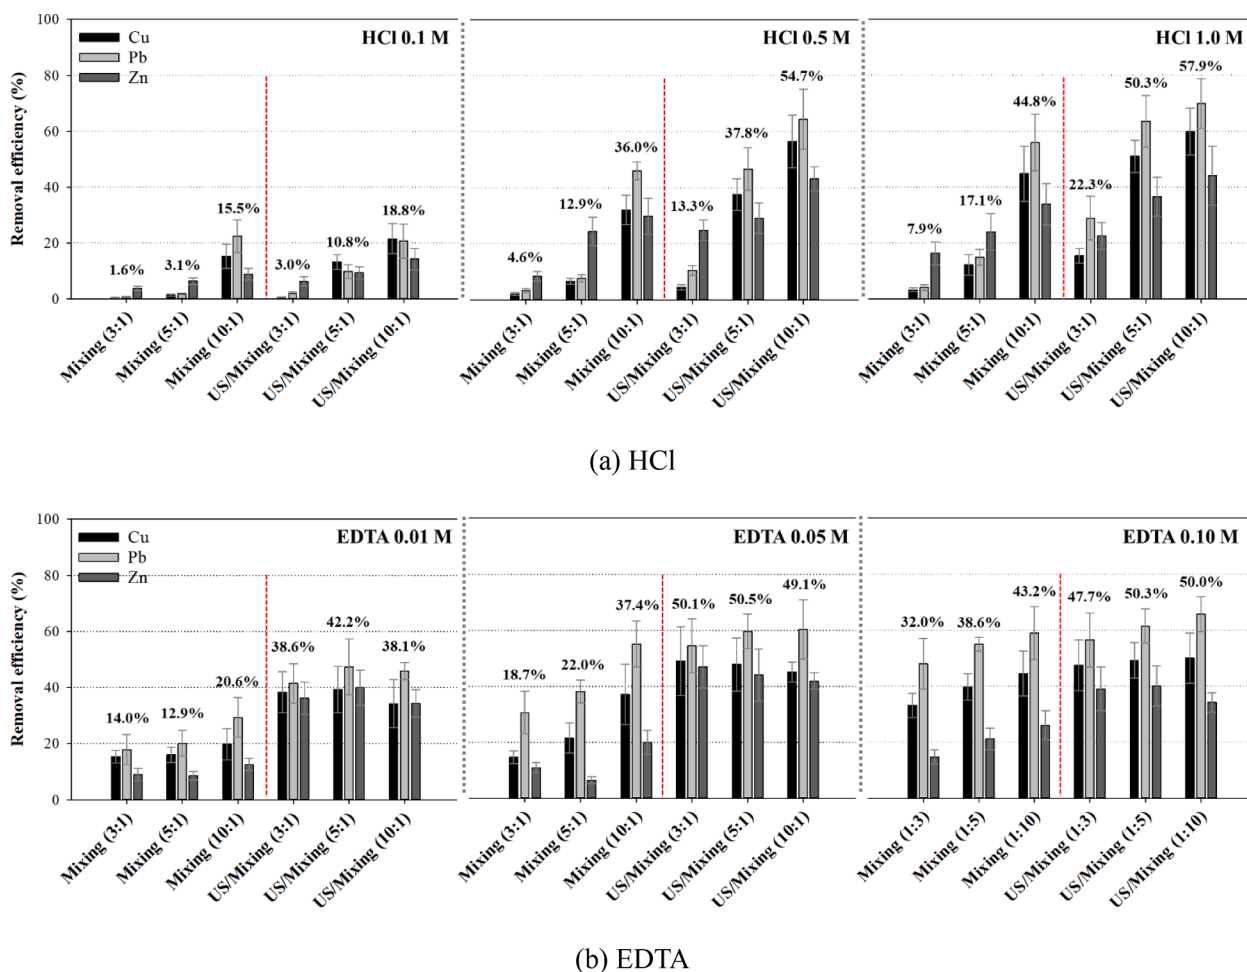 100
80
60
40
20
0
Removal efficiency (%)
Cu
Pb
Zn
HCl 0.1 M
1.6%
3.1%
15.5%
3.0%
10.8%
18.8%
Mixing (3:1)
Mixing (5:1)
Mixing (10:1)
US/Mixing (3:1)
US/Mixing (5:1)
US/Mixing (10:1)
HCl 0.5 M
4.6%
12.9%
36.0%
13.3%
37.8%
54.7%
Mixing (3:1)
Mixing (5:1)
Mixing (10:1)
US/Mixing (3:1)
US/Mixing (5:1)
US/Mixing (10:1)
HCl 1.0 M
7.9%
17.1%
44.8%
22.3%
50.3%
57.9%
Mixing (3:1)
Mixing (5:1)
Mixing (10:1)
US/Mixing (3:1)
US/Mixing (5:1)
US/Mixing (10:1)
(a) HCl
100
80
60
40
20
0
Removal efficiency (%)
Cu
Pb
Zn
EDTA 0.01 M
14.0%
12.9%
20.6%
38.6%
42.2%
38.1%
Mixing (3:1)
Mixing (5:1)
Mixing (10:1)
US/Mixing (3:1)
US/Mixing (5:1)
US/Mixing (10:1)
EDTA 0.05 M
18.7%
22.0%
37.4%
50.1%
50.5%
49.1%
Mixing (3:1)
Mixing (5:1)
Mixing (10:1)
US/Mixing (3:1)
US/Mixing (5:1)
US/Mixing (10:1)
EDTA 0.10 M
32.0%
38.6%
43.2%
47.7%
50.3%
50.0%
Mixing (1:3)
Mixing (1:5)
Mixing (1:10)
US/Mixing (1:3)
US/Mixing (1:5)
US/Mixing (1:10)
(b) EDTA